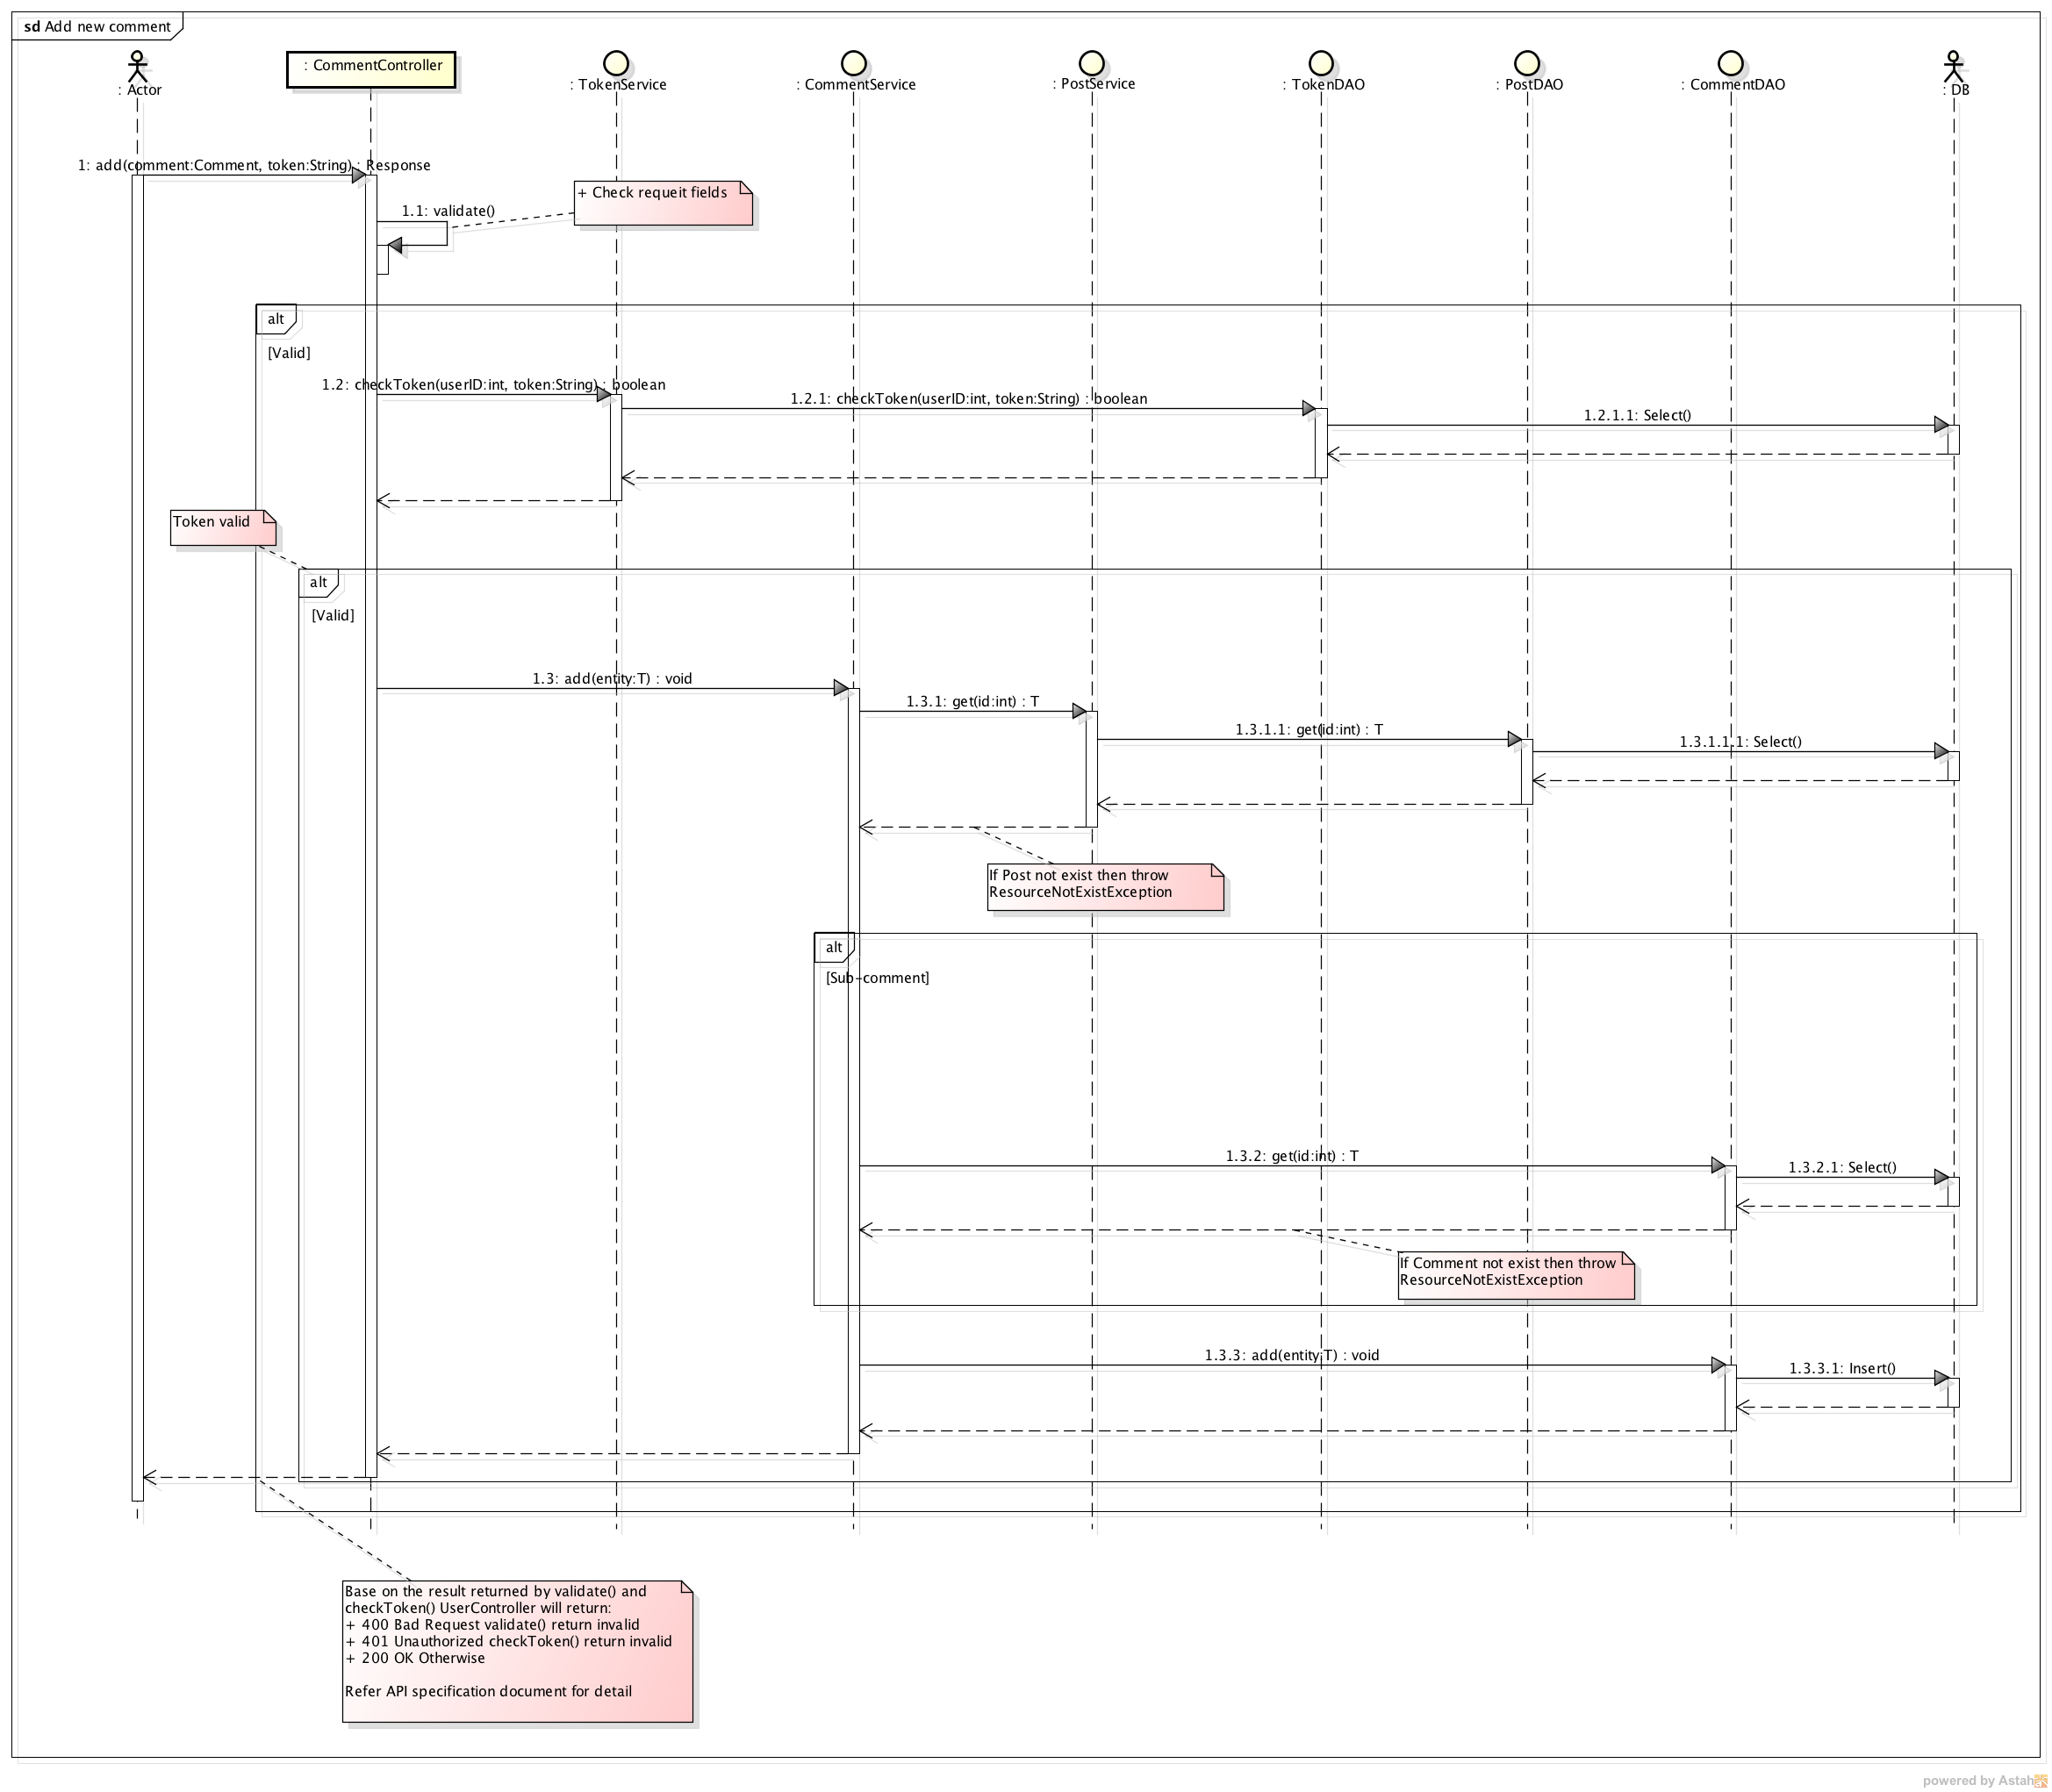 sd Add new comment
: Actor
: CommentController
: TokenService
: CommentService
: PostService
: TokenDAO
: PostDAO
: CommentDAO
: DB
1: add(comment:Comment, token:String) : Response
+ Check requeit fields
1.1: validate()
alt
[Valid]
1.2: checkToken(userID:int, token:String) : boolean
1.2.1: checkToken(userID:int, token:String) : boolean
1.2.1.1: Select()
Token valid
alt
[Valid]
1.3: add(entity:T) : void
1.3.1: get(id:int) : T
1.3.1.1: get(id:int) : T
1.3.1.1.1: Select()
If Post not exist then throw
ResourceNotExistException
alt
[Sub-comment]
1.3.2: get(id:int) : T
1.3.2.1: Select()
If Comment not exist then throw
ResourceNotExistException
1.3.3: add(entity:T) : void
1.3.3.1: Insert()
Base on the result returned by validate() and
checkToken() UserController will return:
+ 400 Bad Request validate() return invalid
+ 401 Unauthorized checkToken() return invalid
+ 200 OK Otherwise
Refer API specification document for detail
powered by Astah